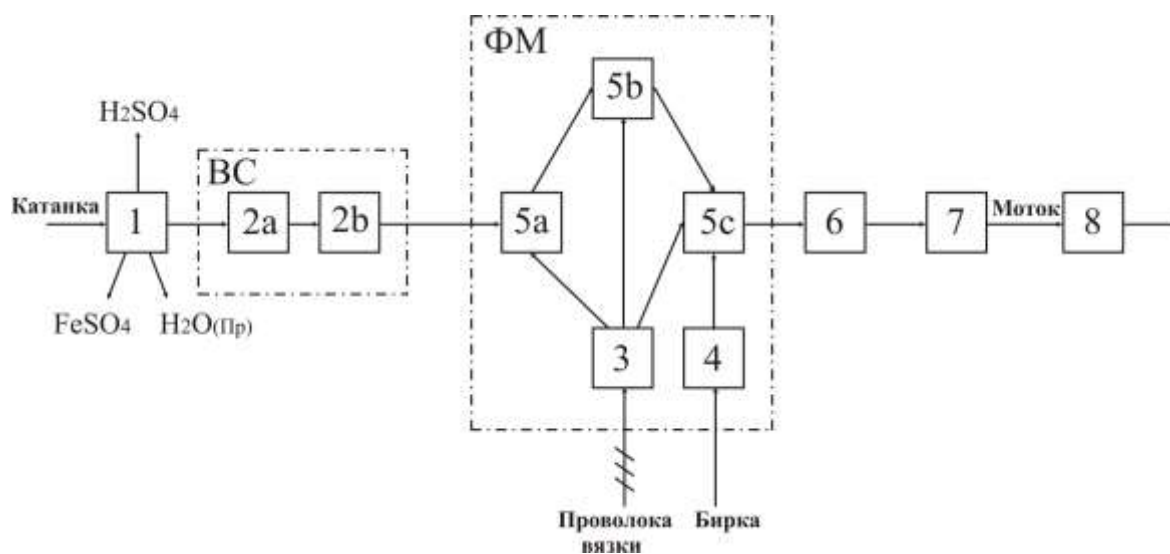 ФМ
5b
H2SO4
ВС
Катанка
1
2a
2b
5a
5c
6
7
Моток
8
FeSO4
H2O(Пр)
3
4
Проволока
вязки
Бирка